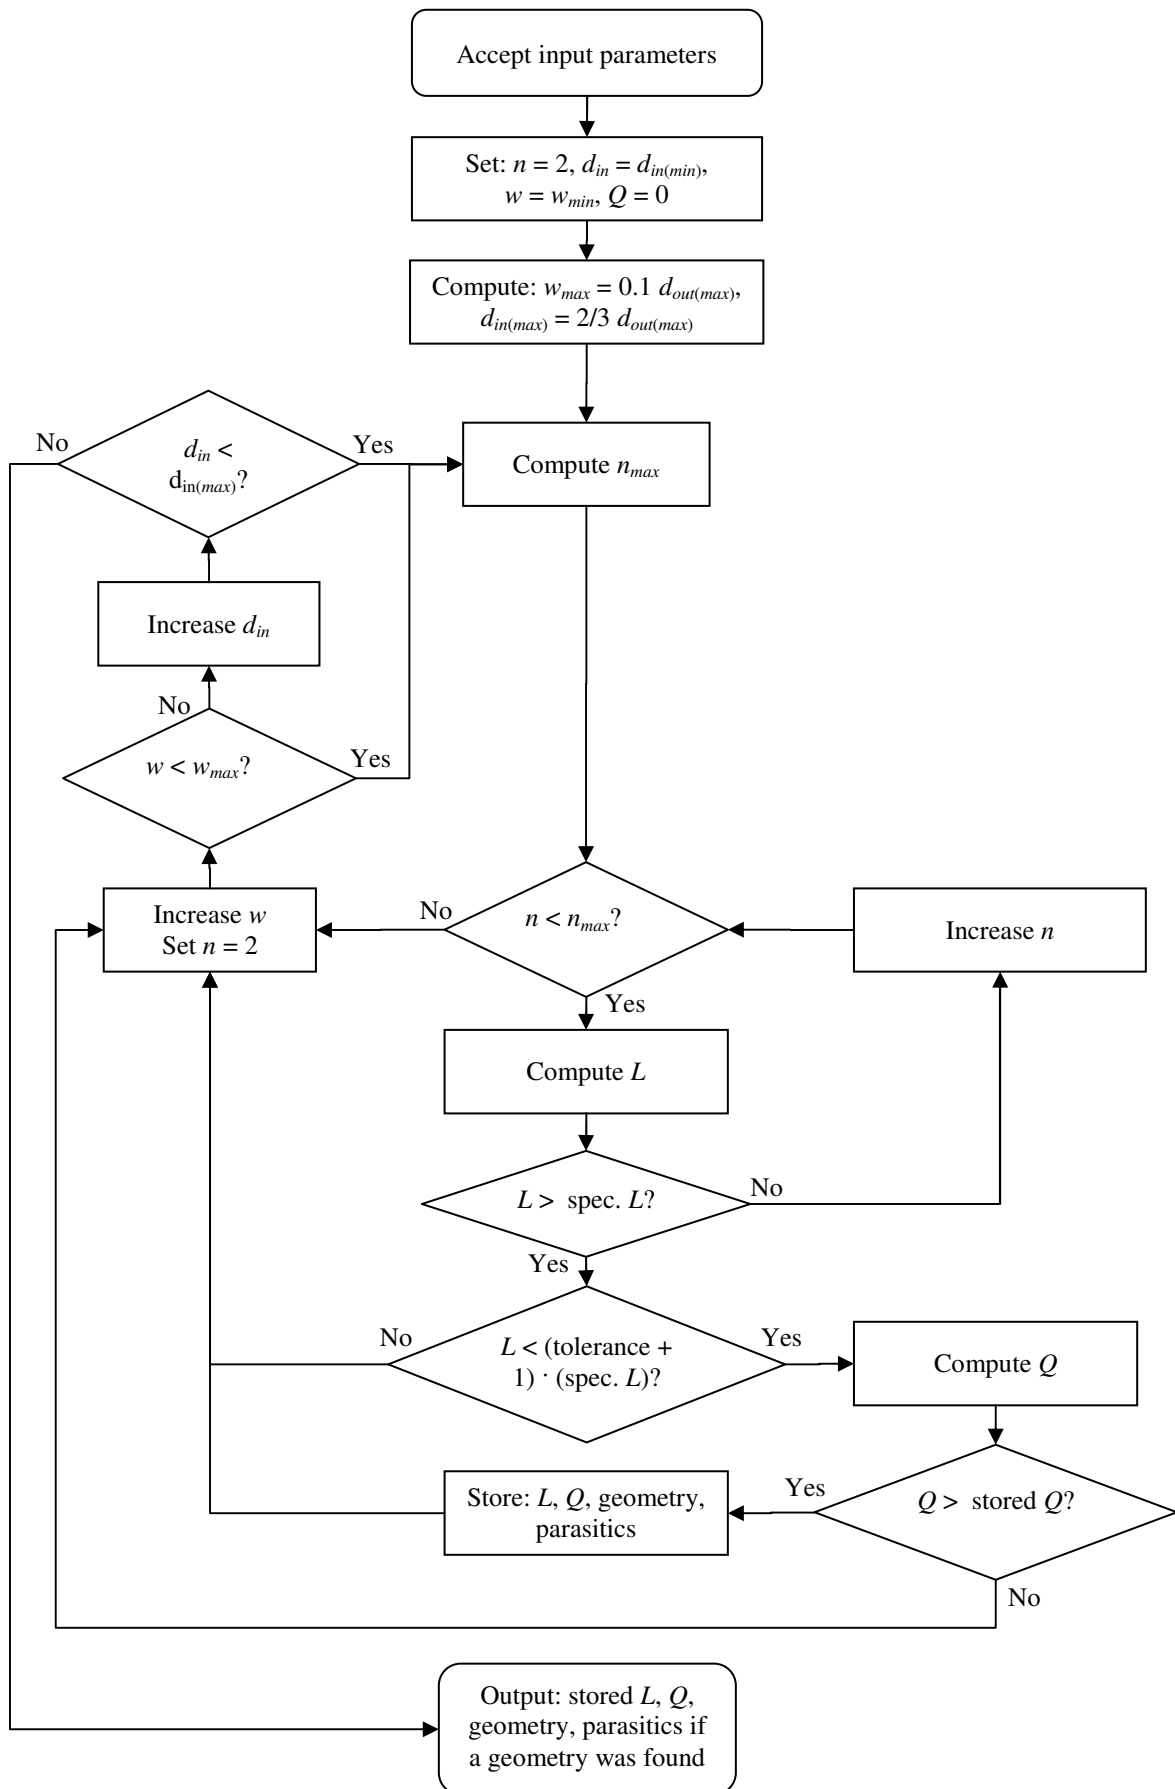 Accept input parameters
Set: n = 2, d_in = d_in(min),
w = w_min, Q = 0
Compute: w_max = 0.1 d_out(max),
d_in(max) = 2/3 d_out(max)
No
d_in <
d_in(max)?
Yes
Compute n_max
Increase d_in
No
w < w_max?
Yes
Increase w
Set n = 2
No
n < n_max?
Increase n
Yes
Compute L
L > spec. L?
No
Yes
No
L < (tolerance +
1) · (spec. L)?
Yes
Compute Q
Store: L, Q, geometry,
parasitics
Yes
Q > stored Q?
No
Output: stored L, Q,
geometry, parasitics if
a geometry was found